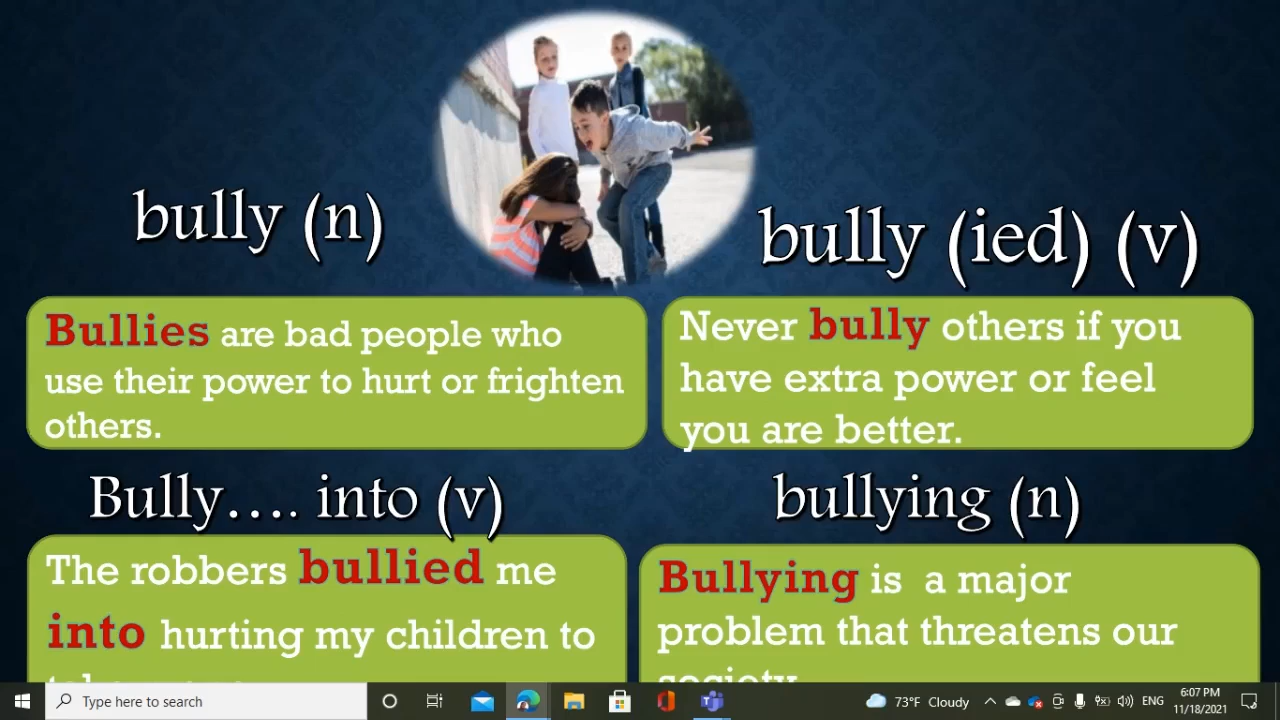 bully (n)
bully (ied) (v)
Bullies are bad people who
use their power to hurt or frighten
others.
Never bully others if you
have extra power or feel
you are better.
Bully…. into (v)
bullying (n)
The robbers bullied me
into hurting my children to
Bullying is a major
problem that threatens our
society
Type here to search
73°F Cloudy
ENG
6:07 PM
11/18/2021